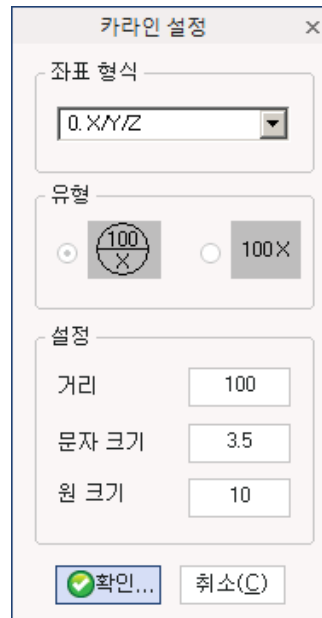 카라인 설정 ×
좌표 형식
0. X/Y/Z
유형
100
X
100X
설정
거리 100
문자 크기 3.5
원 크기 10
확인... 취소(C)